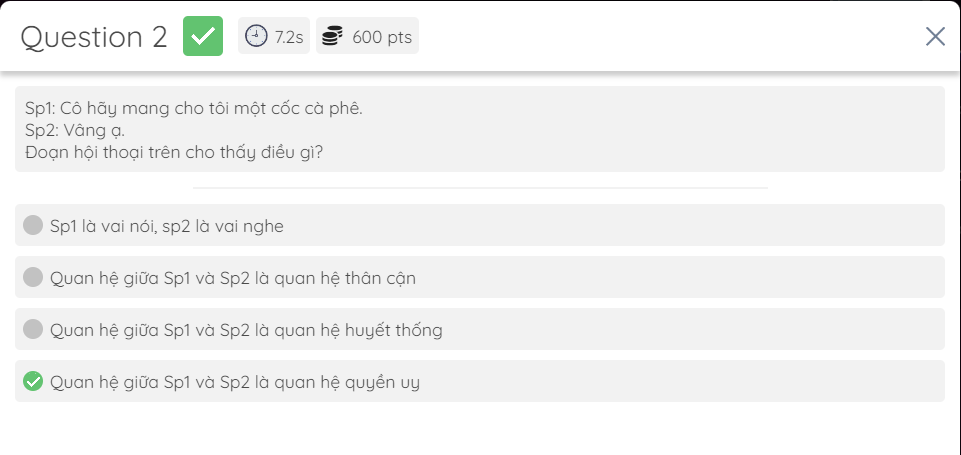 Question 2
7.2s
600 pts
Sp1: Cô hãy mang cho tôi một cốc cà phê.
Sp2: Vâng ạ.
Đoạn hội thoại trên cho thấy điều gì?
Sp1 là vai nói, sp2 là vai nghe
Quan hệ giữa Sp1 và Sp2 là quan hệ thân cận
Quan hệ giữa Sp1 và Sp2 là quan hệ huyết thống
Quan hệ giữa Sp1 và Sp2 là quan hệ quyền uy